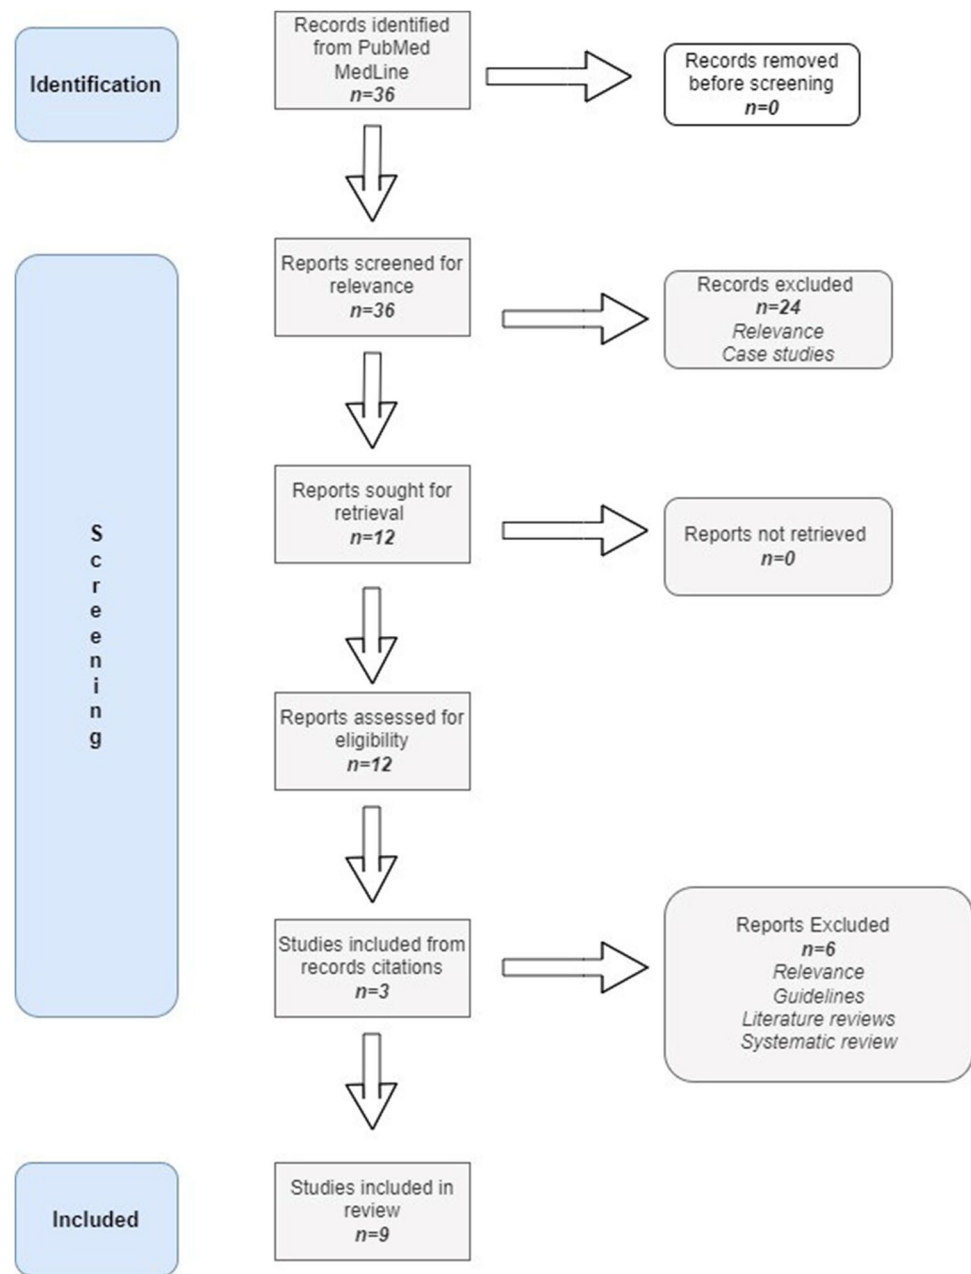 Identification
Records identified
from PubMed
MedLine
n=36
Records removed
before screening
n=0
Screening
Reports screened for
relevance
n=36
Records excluded
n=24
Relevance
Case studies
Reports sought for
retrieval
n=12
Reports not retrieved
n=0
Reports assessed for
eligibility
n=12
Studies included from
records citations
n=3
Reports Excluded
n=6
Relevance
Guidelines
Literature reviews
Systematic review
Included
Studies included in
review
n=9